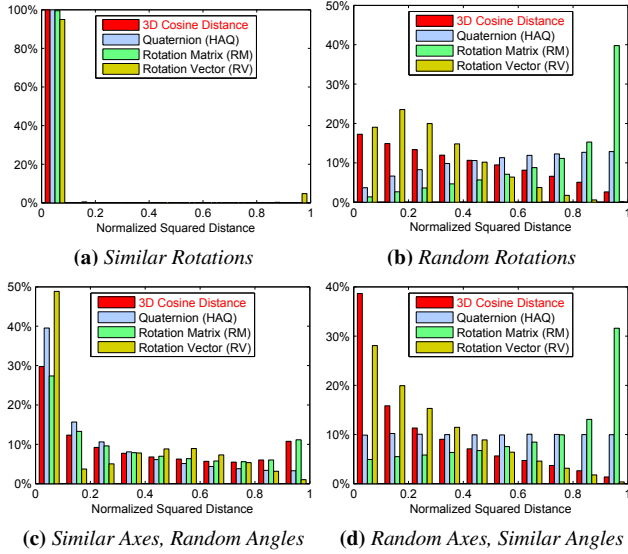 100%
80%
60%
40%
20%
0%
3D Cosine Distance
Quaternion (HAQ)
Rotation Matrix (RM)
Rotation Vector (RV)
0 0.2 0.4 0.6 0.8 1
Normalized Squared Distance
(a) Similar Rotations
50%
40%
30%
20%
10%
0%
3D Cosine Distance
Quaternion (HAQ)
Rotation Matrix (RM)
Rotation Vector (RV)
0 0.2 0.4 0.6 0.8 1
Normalized Squared Distance
(b) Random Rotations
50%
40%
30%
20%
10%
0%
3D Cosine Distance
Quaternion (HAQ)
Rotation Matrix (RM)
Rotation Vector (RV)
0 0.2 0.4 0.6 0.8 1
Normalized Squared Distance
(c) Similar Axes, Random Angles
40%
30%
20%
10%
0%
3D Cosine Distance
Quaternion (HAQ)
Rotation Matrix (RM)
Rotation Vector (RV)
0 0.2 0.4 0.6 0.8 1
Normalized Squared Distance
(d) Random Axes, Similar Angles